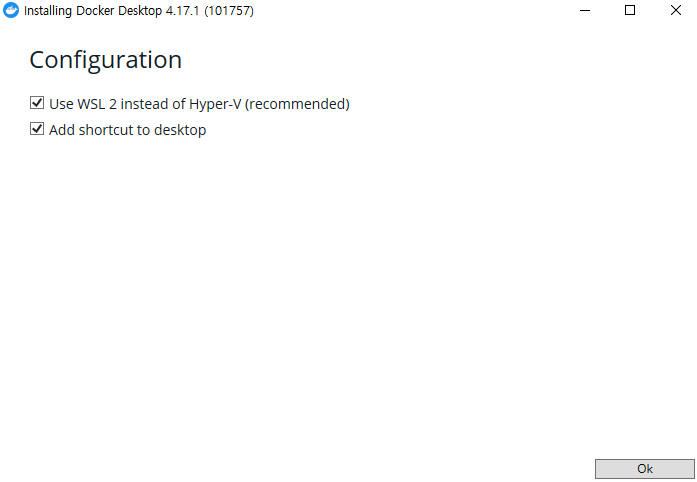 Installing Docker Desktop 4.17.1 (101757)
Configuration
Use WSL 2 instead of Hyper-V (recommended)
Add shortcut to desktop
Ok